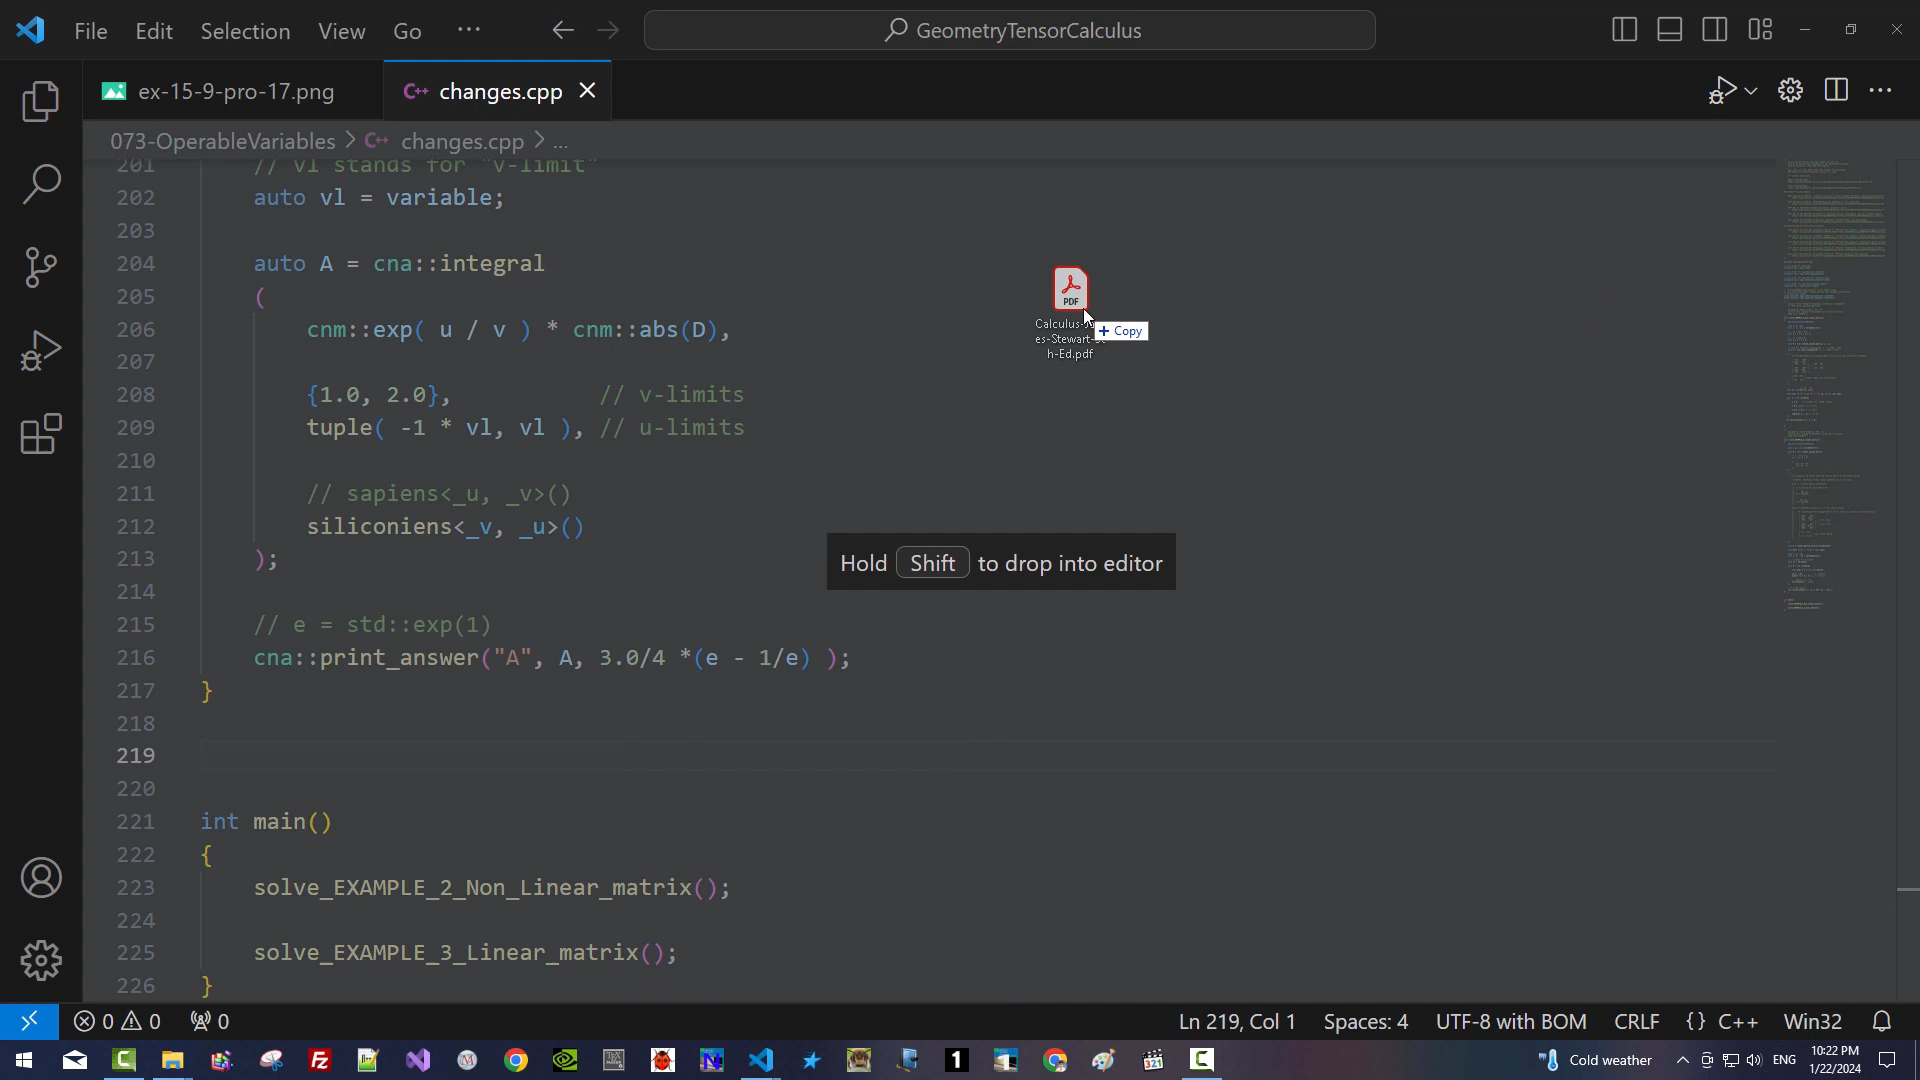 File Edit Selection View Go ··· GeometryTensorCalculus
ex-15-9-pro-17.png
C++ changes.cpp
073-OperableVariables > C++ changes.cpp > ...
201 // vl stands for "v-limit"
202 auto vl = variable;
203
204 auto A = cna::integral
205 (
206 cnm::exp( u / v ) * cnm::abs(D),
207
208 {1.0, 2.0}, // v-limits
209 tuple( -1 * vl, vl ), // u-limits
210
211 // sapiens<_u, _v>()
212 siliconiens<_v, _u>()
213 );
214
215 // e = std::exp(1)
216 cna::print_answer("A", A, 3.0/4 *(e - 1/e) );
217 }
218
219
220
221 int main()
222 {
223 solve_EXAMPLE_2_Non_Linear_matrix();
224
225 solve_EXAMPLE_3_Linear_matrix();
226 }
PDF
+ Copy
es-Stewart-
h-Ed.pdf
Hold Shift to drop into editor
0 0 0 Ln 219, Col 1 Spaces: 4 UTF-8 with BOM CRLF {} C++ Win32
Cold weather ENG 10:22 PM
1/22/2024